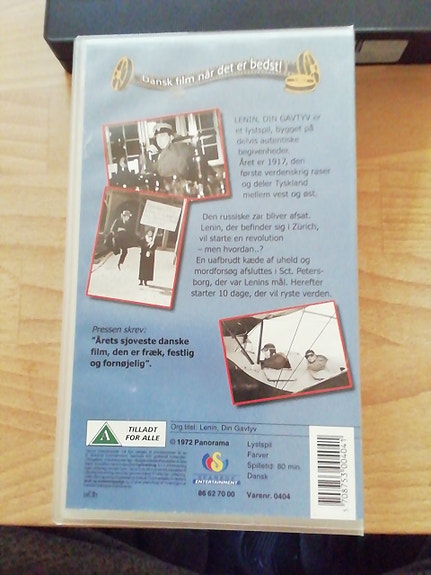 Dansk film når det er bedst!
LENIN, DIN GAVTYV er
et lystspil, bygget på
delvis autentiske
begivenheder.
Året er 1917, den
første verdenskrig raser
og deler Tyskland
mellem vest og øst.
Den russiske zar bliver afsat.
Lenin, der befinder sig i Zürich,
vil starte en revolution
– men hvordan..?
En uafbrudt kæde af uheld og
mordforsøg afsluttes i Sct. Peters-
borg, der var Lenins mål. Herefter
starter 10 dage, der vil ryste verden.
Pressen skrev:
"Årets sjoveste danske
film, den er fræk, festlig
og fornøjelig".
A
TILLADT
FOR ALLE
Org.titel: Lenin, Din Gavtyv
© 1972 Panorama
Lystspil
Farver
Spilletid: 80 min.
Dansk
ENTERTAINMENT
86 62 70 00
Varenr. 0404